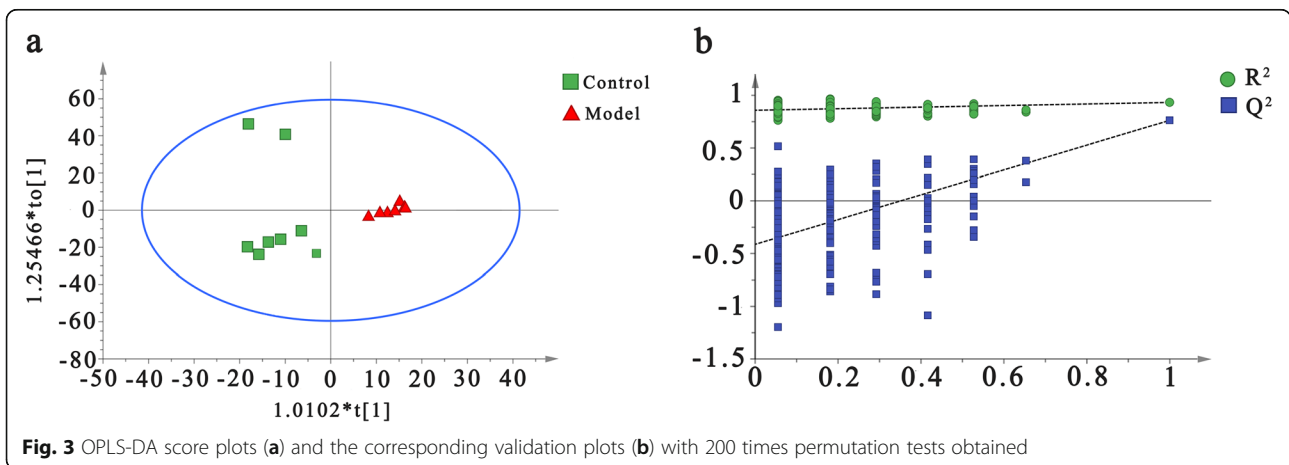 a
60
40
20
0
-20
-40
-60
-80
-50 -40 -30 -20 -10 0 10 20 30 40
1.25466*to[1]
1.0102*t[1]
Control
Model
b
1
0.5
0
-0.5
-1
-1.5
0 0.2 0.4 0.6 0.8 1
R²
Q²
Fig. 3 OPLS-DA score plots (a) and the corresponding validation plots (b) with 200 times permutation tests obtained